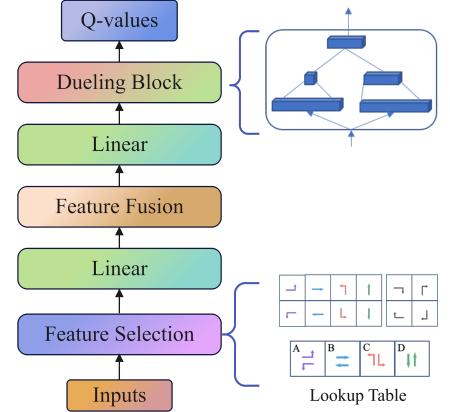 Q-values
Dueling Block
Linear
Feature Fusion
Linear
Feature Selection
Inputs
A B C D
Lookup Table